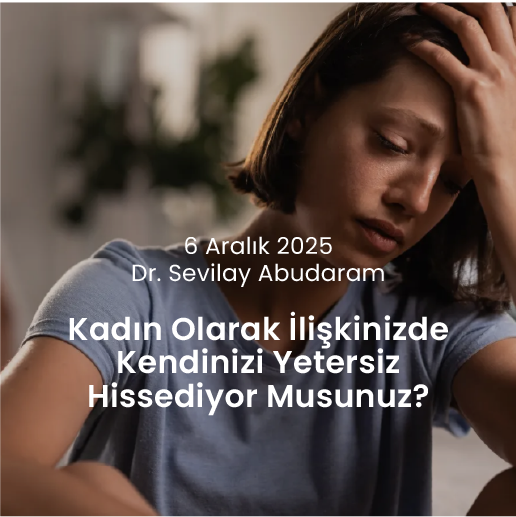 6 Aralık 2025
Dr. Sevilay Abudaram
Kadın Olarak İlişkinizde
Kendinizi Yetersiz
Hissediyor Musunuz?